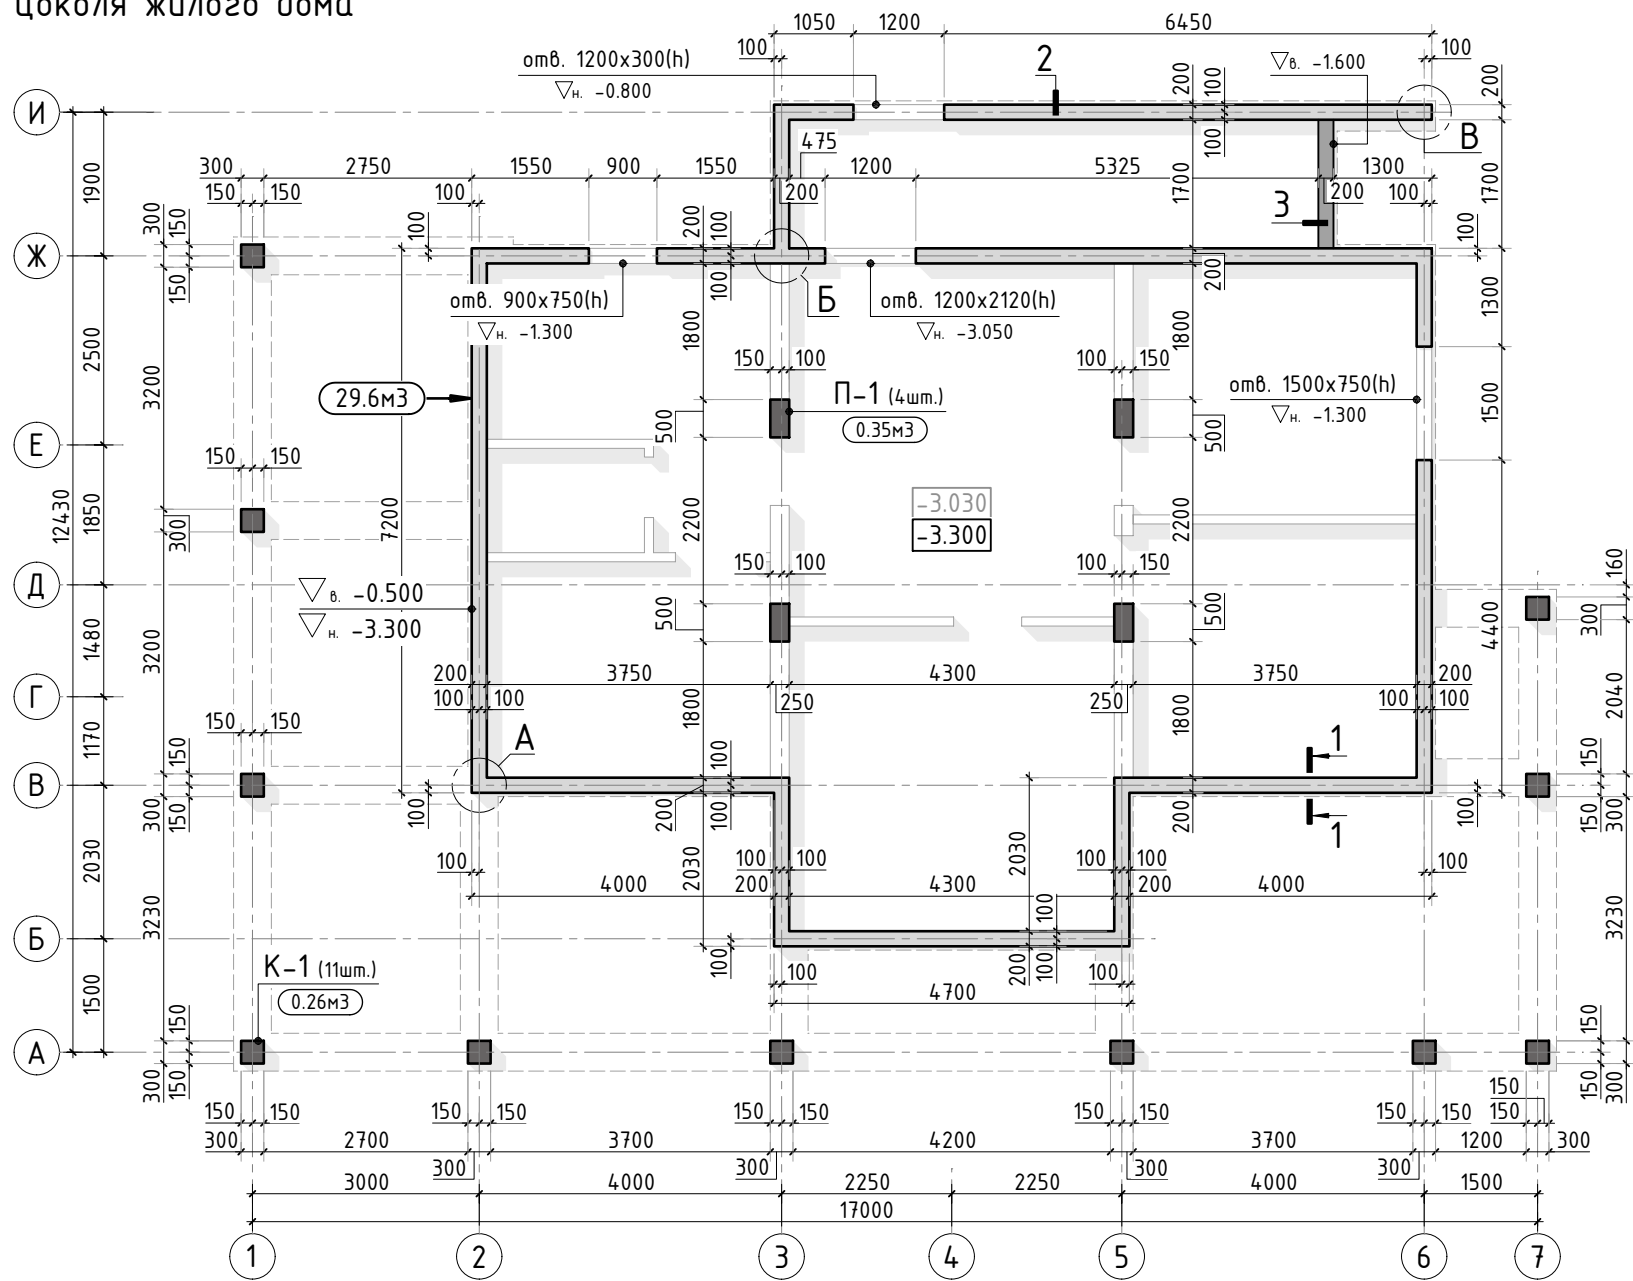 цоколя жилого дома
1050 1200 6450
100 100
отв. 1200х300(h)
н. -0.800
2
в. -1.600
200 100 100 200
И
В
475
300 2750 1550 900 1550 1200 5325 1300
150 150 100 200 200 100
1900 300 150 1700 1700
3
100 200 100 100
Ж
150 100 200
Б
отв. 900х750(h)
н. -1.300
отв. 1200х2120(h)
н. -3.050
1800 1800 1300
2500 3200
150 100 100 150
29.6м3
П-1 (4шт.)
0.35м3
отв. 1500х750(h)
н. -1.300
1500
500 500
Е
150 150
12430 1850 300 7200 2200 2200
-3.030
-3.300
150 100 100 150
Д
в. -0.500
н. -3.300
160
300
500 500
1480 3200 4400
200 3750 4300 3750 200
100 100 250 250 100 100
Г
1800 1800 2040
1170
150 150
А
1
150 100 150
В
300 150 100 200 100 200 100 150 300
1
2030 2030 2030
100 100 100 100 100 100
4000 200 4300 200 4000
3230 3230
100
Б
100 200 100
К-1 (11шт.)
0.26м3
100 100
4700
1500
150 150
А
300 150 150 300
150
150 150 150 150 150 150 150 150 150 150 150
300 2700 3700 4200 3700 1200 300
300 300 300 300
3000 4000 2250 2250 4000 1500
17000
1 2 3 4 5 6 7